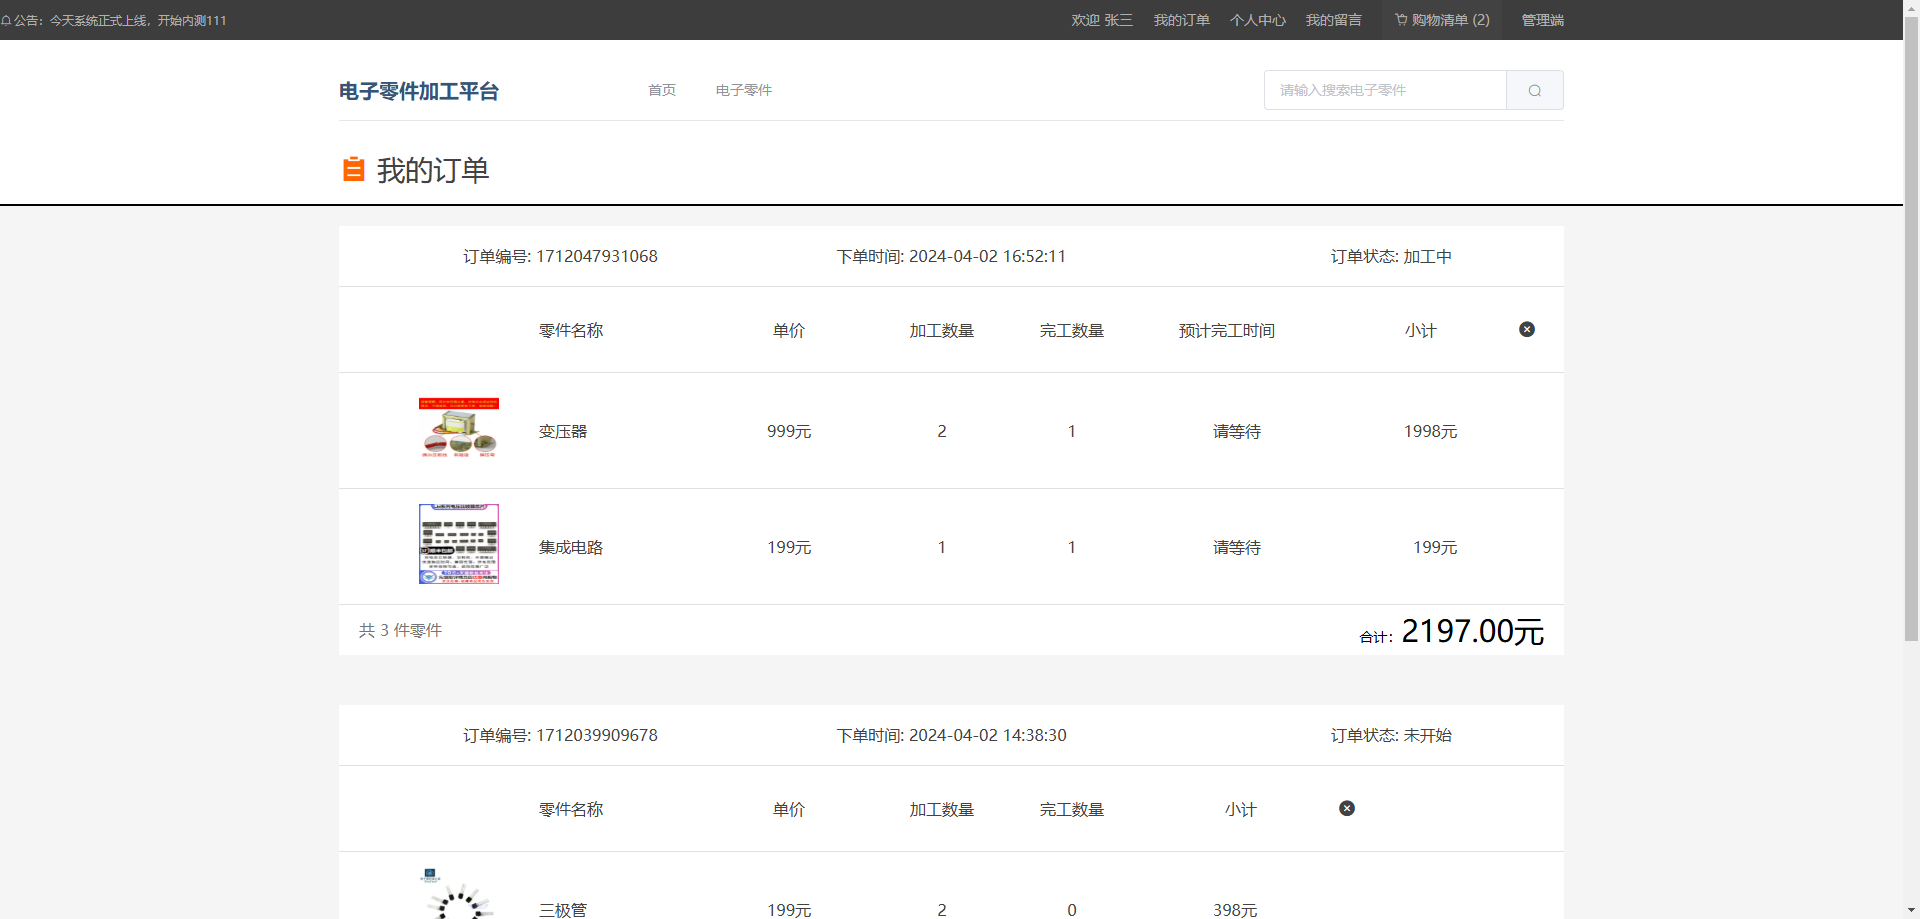 公告：今天系统正式上线，开始内测111
欢迎 张三 我的订单 个人中心 我的留言 购物清单 (2) 管理端
电子零件加工平台 首页 电子零件 请输入搜索电子零件
我的订单
订单编号: 1712047931068 下单时间: 2024-04-02 16:52:11 订单状态: 加工中
零件名称 单价 加工数量 完工数量 预计完工时间 小计
变压器 999元 2 1 请等待 1998元
集成电路 199元 1 1 请等待 199元
共 3 件零件 合计： 2197.00元
订单编号: 1712039909678 下单时间: 2024-04-02 14:38:30 订单状态: 未开始
零件名称 单价 加工数量 完工数量 小计
三极管 199元 2 0 398元